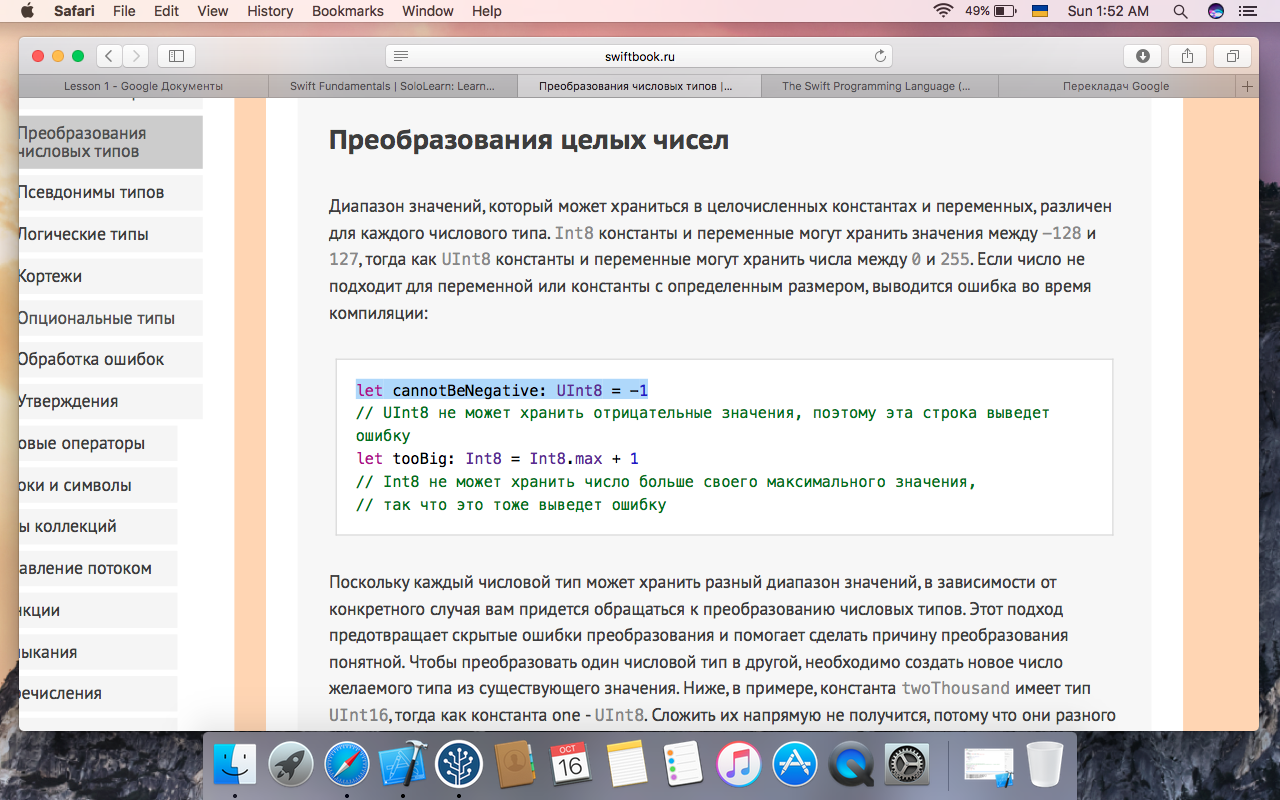 Safari File Edit View History Bookmarks Window Help 49% Sun 1:52 AM
swiftbook.ru
Lesson 1 - Google Документы
Swift Fundamentals | SoloLearn: Learn...
Преобразования числовых типов |...
The Swift Programming Language (...
Перекладач Google
Преобразования
числовых типов
Псевдонимы типов
Логические типы
Кортежи
Опциональные типы
Обработка ошибок
Утверждения
овые операторы
оки и символы
ы коллекций
авление потоком
нкции
ыкания
речисления
Преобразования целых чисел
Диапазон значений, который может храниться в целочисленных константах и переменных, различен
для каждого числового типа. Int8 константы и переменные могут хранить значения между -128 и
127, тогда как UInt8 константы и переменные могут хранить числа между 0 и 255. Если число не
подходит для переменной или константы с определенным размером, выводится ошибка во время
компиляции:
let cannotBeNegative: UInt8 = -1
// UInt8 не может хранить отрицательные значения, поэтому эта строка выведет
ошибку
let tooBig: Int8 = Int8.max + 1
// Int8 не может хранить число больше своего максимального значения,
// так что это тоже выведет ошибку
Поскольку каждый числовой тип может хранить разный диапазон значений, в зависимости от
конкретного случая вам придется обращаться к преобразованию числовых типов. Этот подход
предотвращает скрытые ошибки преобразования и помогает сделать причину преобразования
понятной. Чтобы преобразовать один числовой тип в другой, необходимо создать новое число
желаемого типа из существующего значения. Ниже, в примере, константа twoThousand имеет тип
UInt16, тогда как константа one - UInt8. Сложить их напрямую не получится, потому что они разного
OCT
16